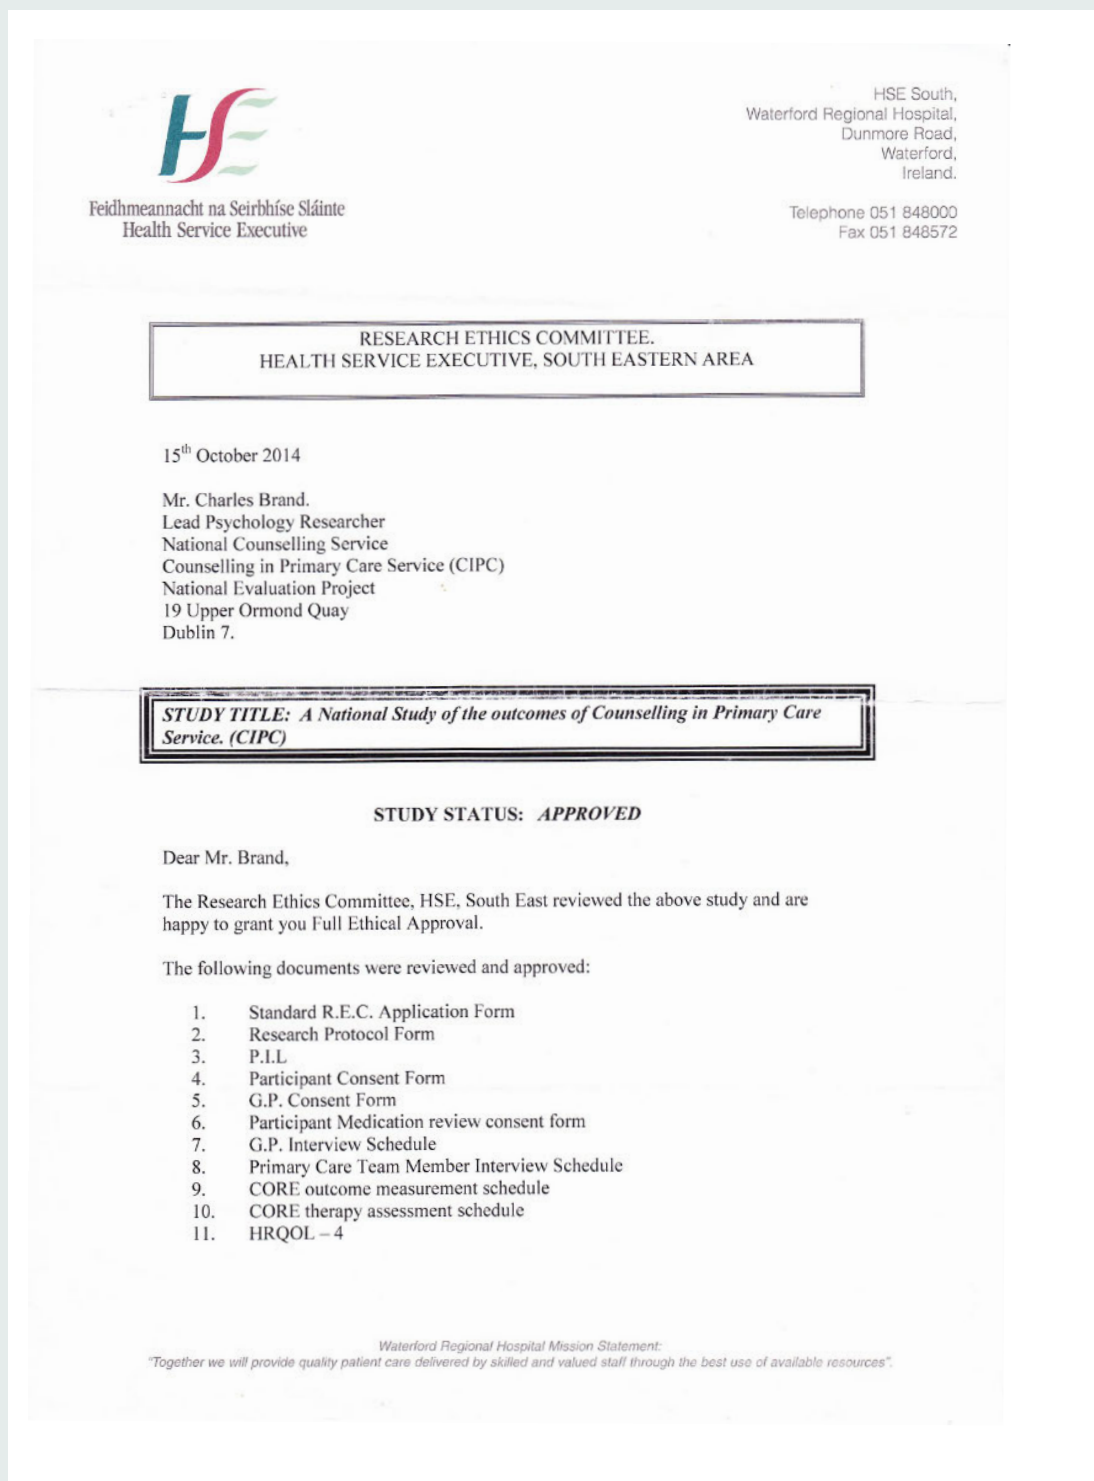 HSE
Feidhmeannacht na Seirbhíse Sláinte
Health Service Executive
HSE South,
Waterford Regional Hospital,
Dunmore Road,
Waterford,
Ireland.
Telephone 051 848000
Fax 051 848572
RESEARCH ETHICS COMMITTEE.
HEALTH SERVICE EXECUTIVE, SOUTH EASTERN AREA
15th October 2014
Mr. Charles Brand.
Lead Psychology Researcher
National Counselling Service
Counselling in Primary Care Service (CIPC)
National Evaluation Project
19 Upper Ormond Quay
Dublin 7.
STUDY TITLE: A National Study of the outcomes of Counselling in Primary Care
Service. (CIPC)
STUDY STATUS: APPROVED
Dear Mr. Brand,
The Research Ethics Committee, HSE, South East reviewed the above study and are
happy to grant you Full Ethical Approval.
The following documents were reviewed and approved:
1. Standard R.E.C. Application Form
2. Research Protocol Form
3. P.I.L
4. Participant Consent Form
5. G.P. Consent Form
6. Participant Medication review consent form
7. G.P. Interview Schedule
8. Primary Care Team Member Interview Schedule
9. CORE outcome measurement schedule
10. CORE therapy assessment schedule
11. HRQOL – 4
Waterford Regional Hospital Mission Statement:
"Together we will provide quality patient care delivered by skilled and valued staff through the best use of available resources".